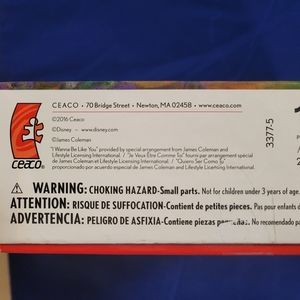 CEACO • 70 Bridge Street • Newton, MA 02458 • www.ceaco.com
©2016 Ceaco
©Disney – www.disney.com
©James Coleman
"I Wanna Be Like You" provided by special arrangement from James Coleman and
Lifestyle Licensing International. / "Je Veux Être Comme Toi" fourni par arrangement spécial
de James Coleman et Lifestyle Licensing International. / "Quiero Ser Como Tú"
proporcionado por acuerdo especial de James Coleman y Lifestyle Licensing International.
ceaco
3377-5
WARNING: CHOKING HAZARD-Small parts. Not for children under 3 years of age.
ATTENTION: RISQUE DE SUFFOCATION-Contient de petites pieces. Pas pour enfants d
ADVERTENCIA: PELIGRO DE ASFIXIA-Contiene piezas pequeñas. No recomendado pa